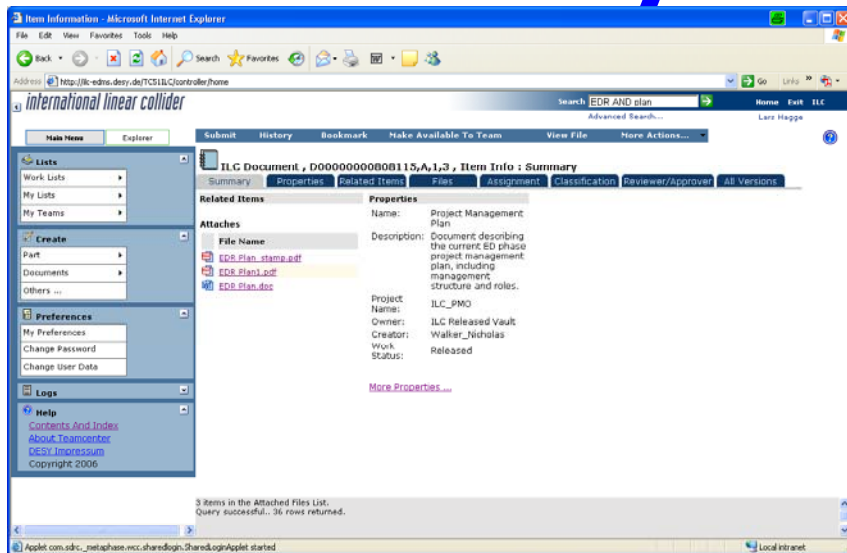 Item Information - Microsoft Internet Explorer
File Edit View Favorites Tools Help
Back Search Favorites
Address http://ilc-edms.desy.de/TC51ILC/controller/home Go Links
international linear collider
Search EDR AND plan Home Exit ILC
Advanced Search... Lars Hagge
Main Menu Explorer Submit History Bookmark Make Available To Team View File More Actions...
Lists
Work Lists
My Lists
My Teams
Create
Part
Documents
Others ...
Preferences
My Preferences
Change Password
Change User Data
Logs
Help
Contents And Index
About Teamcenter
DESY Impressum
Copyright 2006
ILC Document , D00000000808115,A,1,3 , Item Info : Summary
Summary Properties Related Items Files Assignment Classification Reviewer/Approver All Versions
Related Items
Attaches
File Name
EDR Plan_stamp.pdf
EDR Plan1.pdf
EDR Plan.doc
Properties
Name: Project Management
Plan
Description: Document describing
the current ED phase
project management
plan, including
management
structure and roles.
Project
Name: ILC_PMO
Owner: ILC Released Vault
Creator: Walker_Nicholas
Work
Status: Released
More Properties ...
3 items in the Attached Files List.
Query successful.. 36 rows returned.
Applet com.sdrc._metaphase.wcc.sharedlogin.SharedLoginApplet started Local intranet